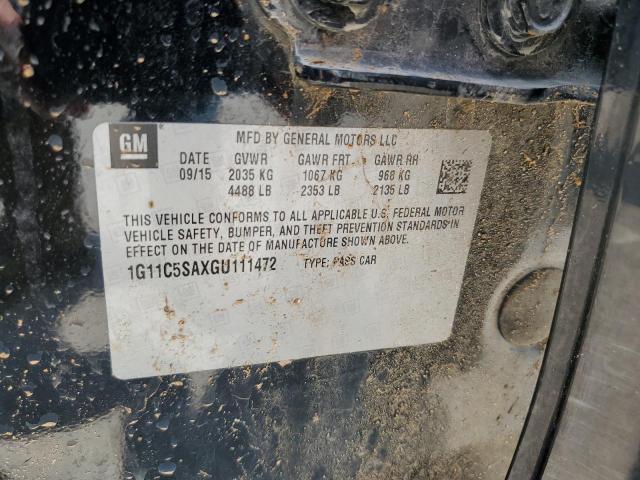 GM
MFD BY GENERAL MOTORS LLC
DATE GVWR GAWR FRT GAWR RR
09/15 2035 KG 1067 KG 968 KG
4488 LB 2353 LB 2135 LB
THIS VEHICLE CONFORMS TO ALL APPLICABLE U.S. FEDERAL MOTOR
VEHICLE SAFETY, BUMPER, AND THEFT PREVENTION STANDARDS IN
EFFECT ON THE DATE OF MANUFACTURE SHOWN ABOVE.
1G11C5SAXGU111472 TYPE: PASS CAR